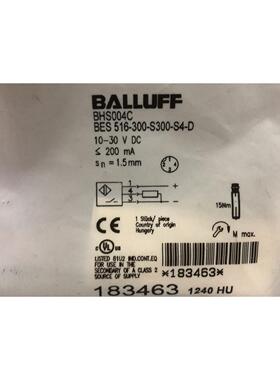 BALLUFF
BHS004C
BES 516-300-S300-S4-D
10-30 V DC
≤ 200 mA
sn = 1.5mm
1 Stück/ piece
Country of origin
Hungary
15Nm
M max.
LISTED 61U2 IND.CONT.EQ
FOR USE IN THE
SECONDARY OF A CLASS 2
SOURCE OF SUPPLY
*183463*
183463 1240 HU